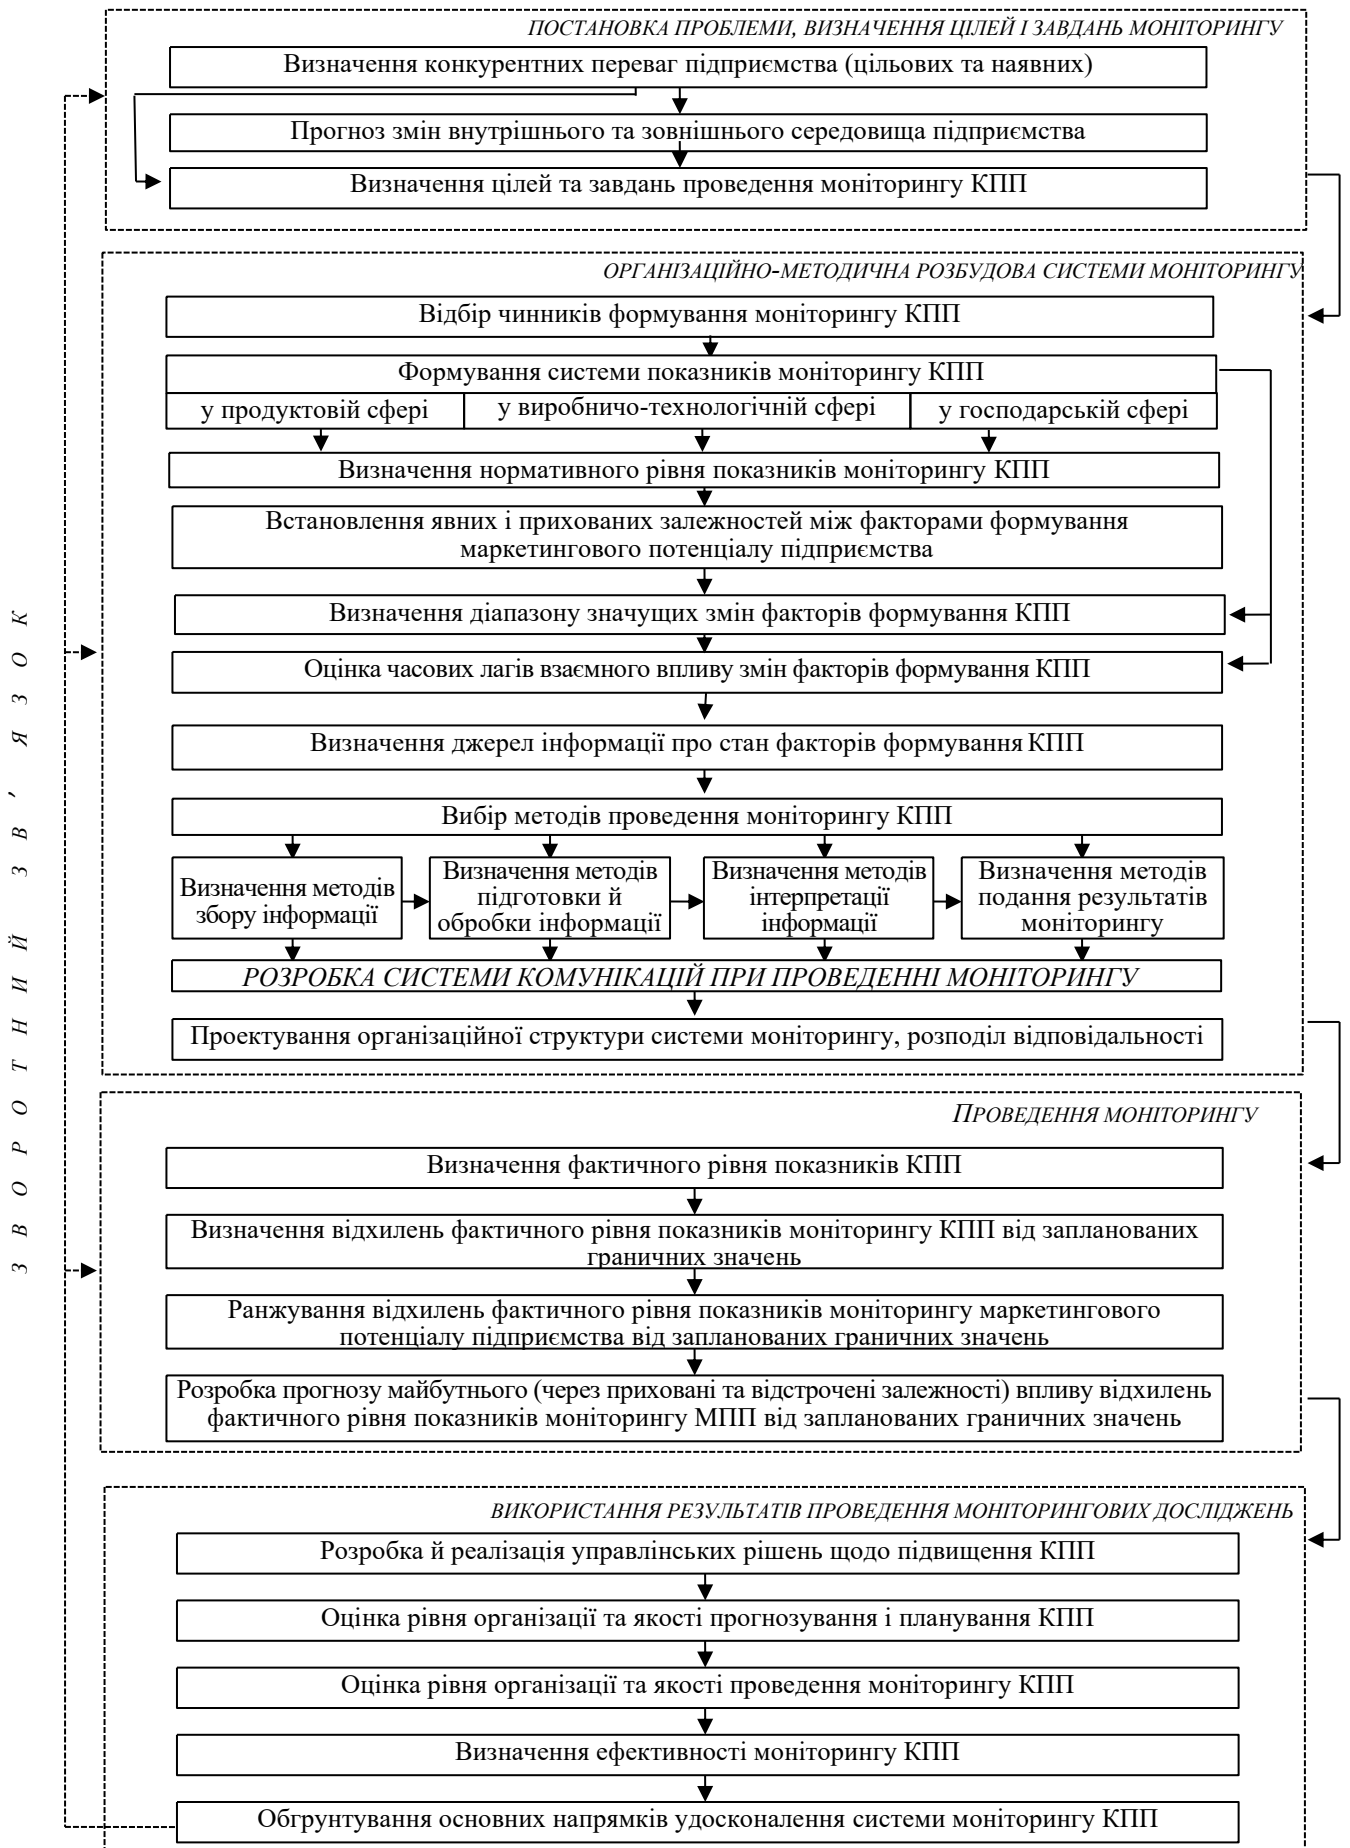 ПОСТАНОВКА ПРОБЛЕМИ, ВИЗНАЧЕННЯ ЦІЛЕЙ І ЗАВДАНЬ МОНІТОРИНГУ
Визначення конкурентних переваг підприємства (цільових та наявних)
Прогноз змін внутрішнього та зовнішнього середовища підприємства
Визначення цілей та завдань проведення моніторингу КПП
ОРГАНІЗАЦІЙНО-МЕТОДИЧНА РОЗБУДОВА СИСТЕМИ МОНІТОРИНГУ
Відбір чинників формування моніторингу КПП
Формування системи показників моніторингу КПП
у продуктовій сфері
у виробничо-технологічній сфері
у господарській сфері
Визначення нормативного рівня показників моніторингу КПП
Встановлення явних і прихованих залежностей між факторами формування
маркетингового потенціалу підприємства
Визначення діапазону значущих змін факторів формування КПП
Оцінка часових лагів взаємного впливу змін факторів формування КПП
Визначення джерел інформації про стан факторів формування КПП
Вибір методів проведення моніторингу КПП
Визначення методів
збору інформації
Визначення методів
підготовки й
обробки інформації
Визначення методів
інтерпретації
інформації
Визначення методів
подання результатів
моніторингу
РОЗРОБКА СИСТЕМИ КОМУНІКАЦІЙ ПРИ ПРОВЕДЕННІ МОНІТОРИНГУ
Проектування організаційної структури системи моніторингу, розподіл відповідальності
ПРОВЕДЕННЯ МОНІТОРИНГУ
Визначення фактичного рівня показників КПП
Визначення відхилень фактичного рівня показників моніторингу КПП від запланованих
граничних значень
Ранжування відхилень фактичного рівня показників моніторингу маркетингового
потенціалу підприємства від запланованих граничних значень
Розробка прогнозу майбутнього (через приховані та відстрочені залежності) впливу відхилень
фактичного рівня показників моніторингу МПП від запланованих граничних значень
ВИКОРИСТАННЯ РЕЗУЛЬТАТІВ ПРОВЕДЕННЯ МОНІТОРИНГОВИХ ДОСЛІДЖЕНЬ
Розробка й реалізація управлінських рішень щодо підвищення КПП
Оцінка рівня організації та якості прогнозування і планування КПП
Оцінка рівня організації та якості проведення моніторингу КПП
Визначення ефективності моніторингу КПП
Обгрунтування основних напрямків удосконалення системи моніторингу КПП
З В О Р О Т Н И Й З В ’ Я З О К